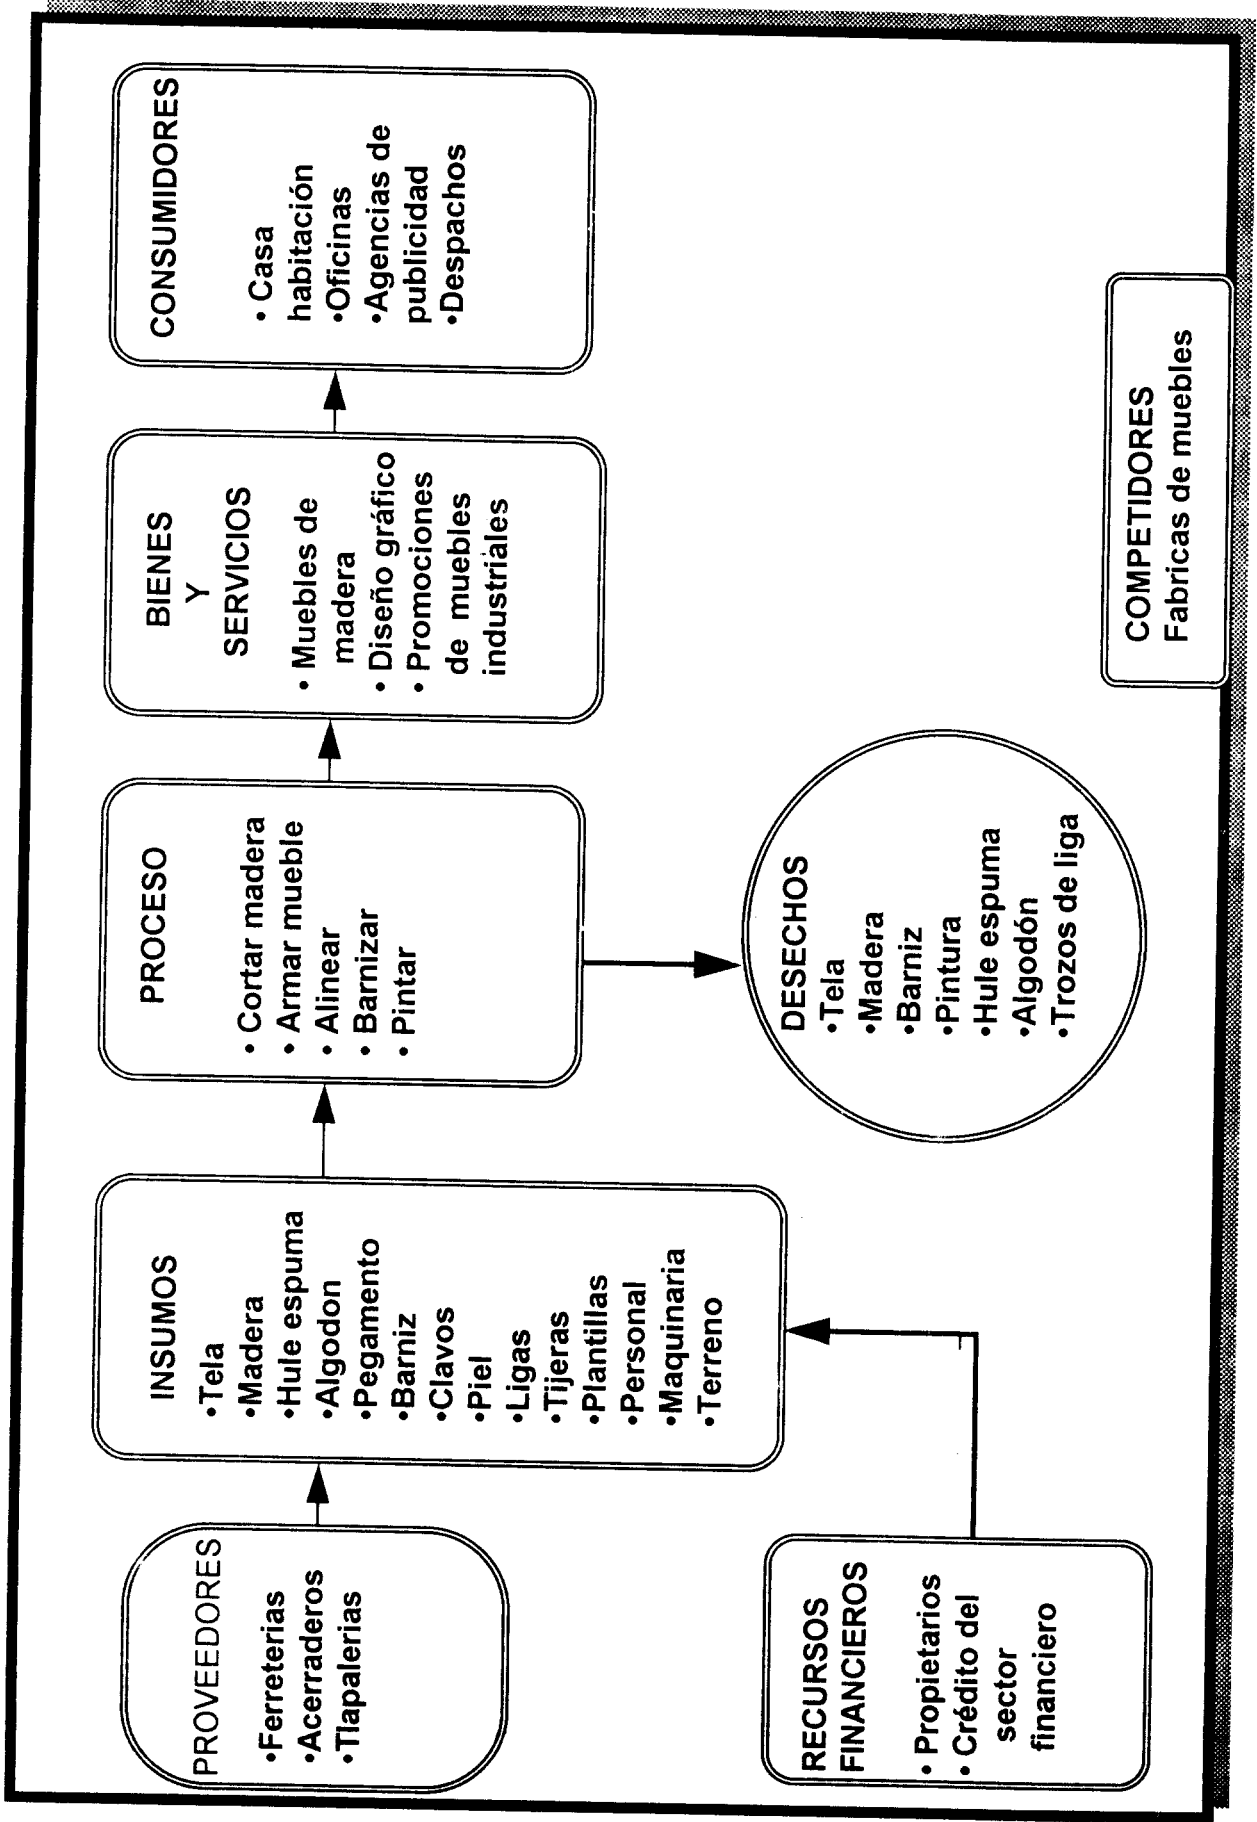 PROVEEDORES
•Ferreterias
•Acerraderos
•Tlapalerias
INSUMOS
•Tela
•Madera
•Hule espuma
•Algodon
•Pegamento
•Barniz
•Clavos
•Piel
•Ligas
•Tijeras
•Plantillas
•Personal
•Maquinaria
•Terreno
PROCESO
• Cortar madera
• Armar mueble
• Alinear
• Barnizar
• Pintar
BIENES
Y
SERVICIOS
• Muebles de
madera
• Diseño gráfico
• Promociones
de muebles
industriales
CONSUMIDORES
• Casa
habitación
•Oficinas
•Agencias de
publicidad
•Despachos
RECURSOS
FINANCIEROS
• Propietarios
• Crédito del
sector
financiero
DESECHOS
•Tela
•Madera
•Barniz
•Pintura
•Hule espuma
•Algodón
•Trozos de liga
COMPETIDORES
Fabricas de muebles